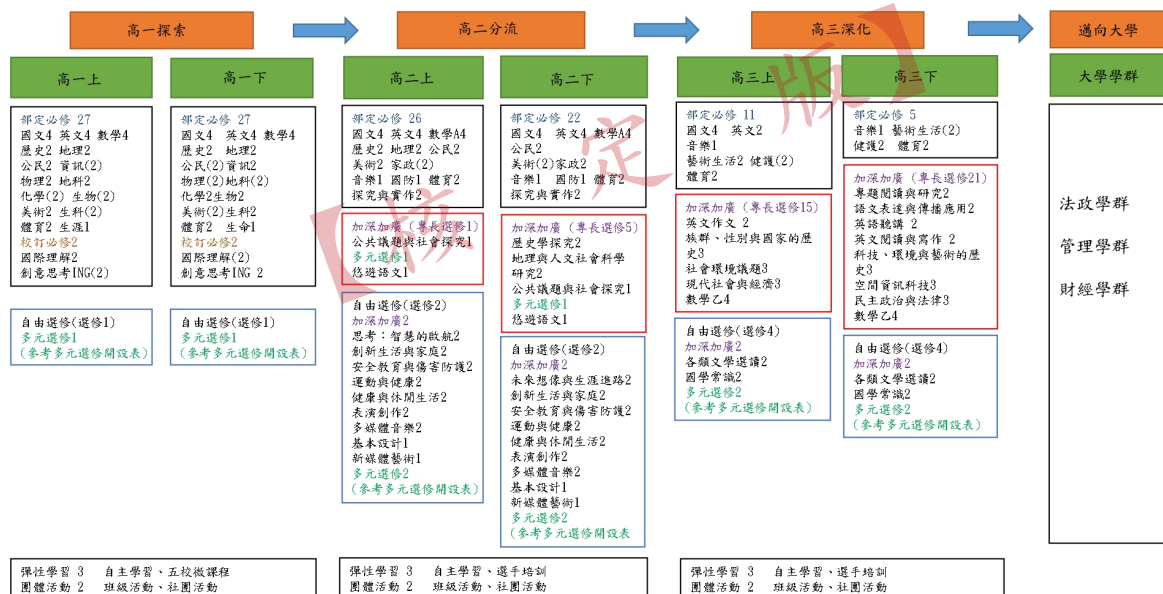 高一探索
高二分流
高三深化
邁向大學
高一上
高一下
高二上
高二下
高三上
高三下
大學學群
部定必修 27
國文4 英文4 數學4
歷史2 地理2
公民(2) 資訊(2)
物理2 地科2
化學(2) 生物(2)
美術2 生科(2)
體育2 生涯1
校訂必修2
國際理解2
創意思考ING(2)
自由選修(選修1)
多元選修1
(參考多元選修開設表)
部定必修 27
國文4 英文4 數學4
歷史2 地理2
公民(2)資訊2
物理(2)地科(2)
化學2生物2
美術(2)生科2
體育2 生命1
校訂必修2
國際理解(2)
創意思考ING 2
自由選修(選修1)
多元選修1
(參考多元選修開設表)
部定必修 26
國文4 英文4 數學A4
歷史2 地理2 公民2
美術2 家政(2)
音樂1 國防1 體育2
探究與實作2
加深加廣 (專長選修1)
公共議題與社會探究1
多元選修1
悠遊語文1
自由選修(選修2)
加深加廣2
思考：智慧的啟航2
創新生活與家庭2
安全教育與傷害防護2
運動與健康2
健康與休閒生活2
表演創作2
多媒體音樂2
基本設計1
新媒體藝術1
多元選修2
(參考多元選修開設表)
部定必修 22
國文4 英文4 數學A4
公民2
美術(2)家政2
音樂1 國防1 體育2
探究與實作2
加深加廣 (專長選修5)
歷史學探究2
地理與人文社會科學
研究2
公共議題與社會探究1
多元選修1
悠遊語文1
自由選修(選修2)
加深加廣2
未來想像與生涯進路2
創新生活與家庭2
安全教育與傷害防護2
運動與健康2
健康與休閒生活2
表演創作2
多媒體音樂2
基本設計1
新媒體藝術1
多元選修2
(參考多元選修開設表
部定必修 11
國文4 英文2
音樂1
藝術生活2 健護(2)
體育2
加深加廣 (專長選修15)
英文作文 2
族群、性別與國家的歷
史3
社會環境議題3
現代社會與經濟3
數學乙4
自由選修(選修4)
加深加廣2
各類文學選讀2
國學常識2
多元選修2
(參考多元選修開設表)
部定必修 5
音樂1 藝術生活(2)
健護2 體育2
加深加廣 (專長選修21)
專題閱讀與研究2
語文表達與傳播應用2
英語聽講 2
英文閱讀與寫作 2
科技、環境與藝術的歷
史3
空間資訊科技3
民主政治與法律3
數學乙4
自由選修(選修4)
加深加廣2
各類文學選讀2
國學常識2
多元選修2
(參考多元選修開設表)
法政學群
管理學群
財經學群
彈性學習 3 自主學習、五校微課程
團體活動 2 班級活動、社團活動
彈性學習 3 自主學習、選手培訓
團體活動 2 班級活動、社團活動
彈性學習 3 自主學習、選手培訓
團體活動 2 班級活動、社團活動
【核定版】